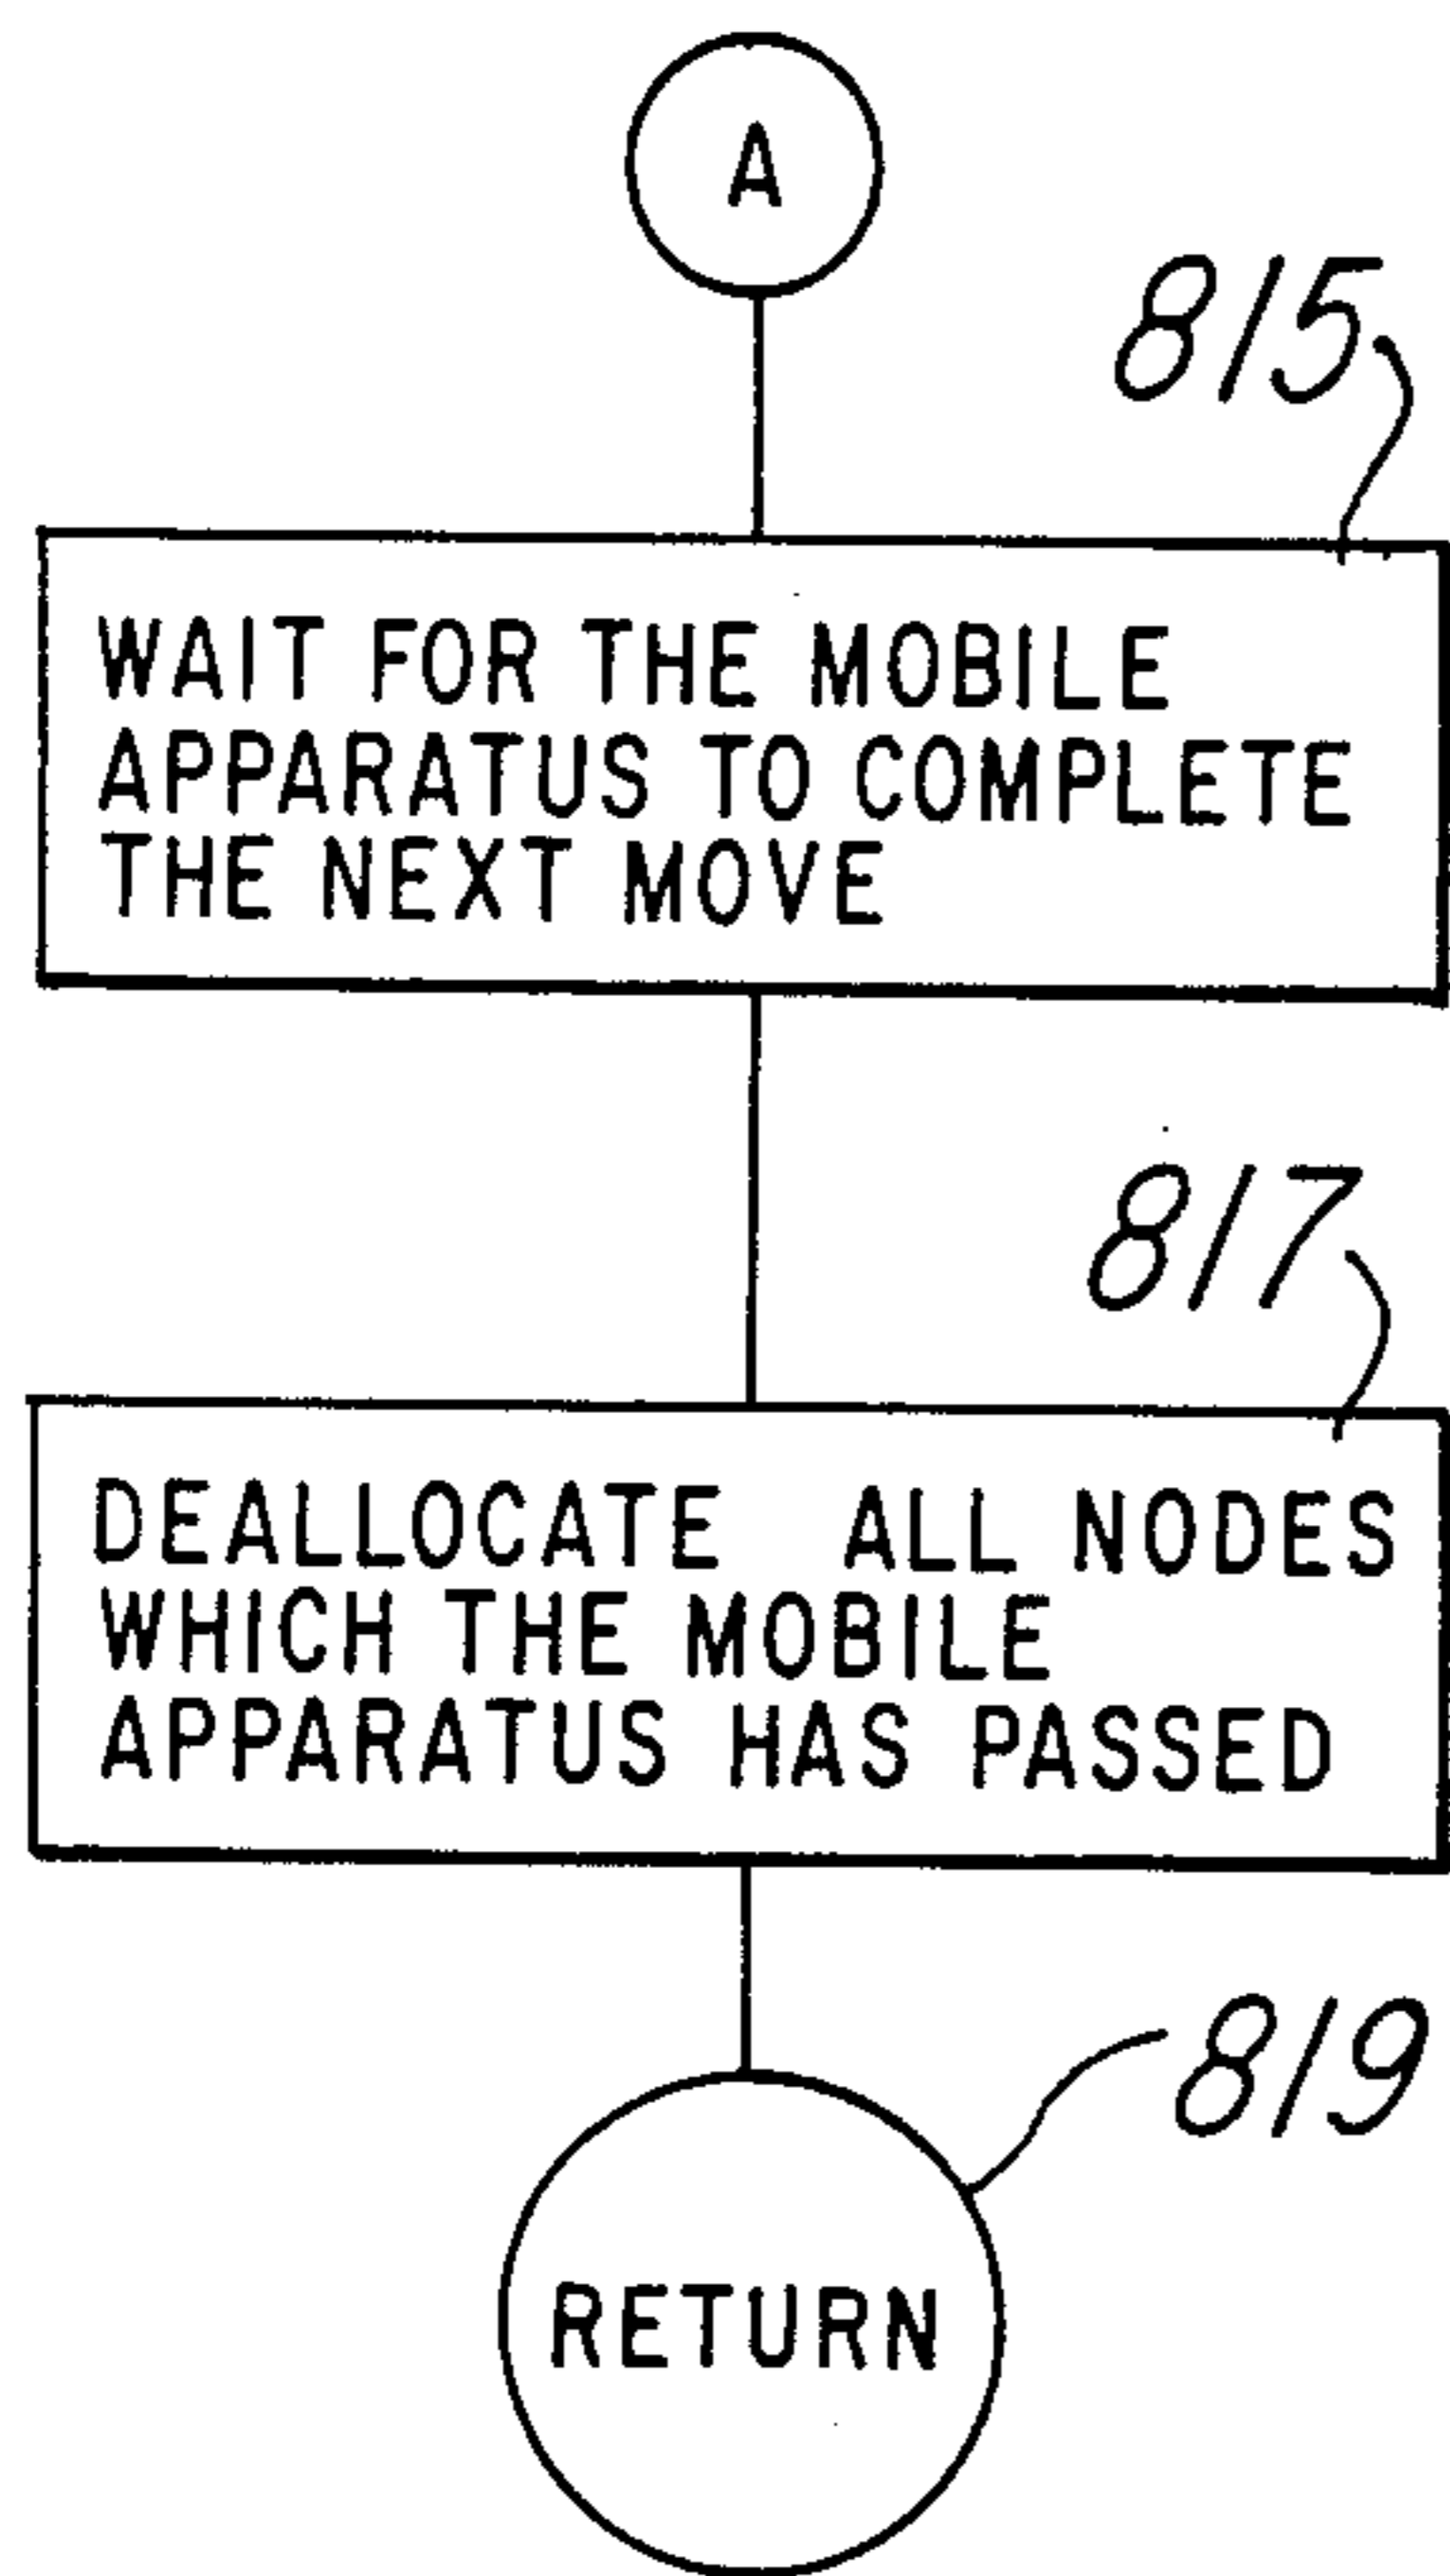 A
815
WAIT FOR THE MOBILE
APPARATUS TO COMPLETE
THE NEXT MOVE
817
DEALLOCATE ALL NODES
WHICH THE MOBILE
APPARATUS HAS PASSED
819
RETURN